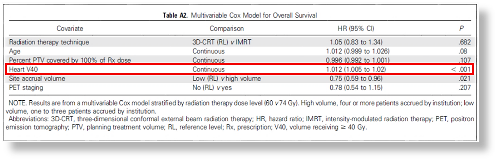 Table A2. Multivariable Cox Model for Overall Survival
Covariate Comparison HR (95% CI) P
Radiation therapy technique 3D-CRT (RL) v IMRT 1.05 (0.83 to 1.34) .682
Age Continuous 1.012 (0.999 to 1.026) .08
Percent PTV covered by 100% of Rx dose Continuous 0.996 (0.992 to 1.001) .107
Heart V40 Continuous 1.012 (1.005 to 1.02) < .001
Site accrual volume Low (RL) v high volume 0.75 (0.59 to 0.96) .021
PET staging No (RL) v yes 0.78 (0.54 to 1.15) .207
NOTE. Results are from a multivariable Cox model stratified by radiation therapy dose level (60 v 74 Gy). High volume, four or more patients accrued by institution; low
volume, one to three patients accrued by institution.
Abbreviations: 3D-CRT, three-dimensional conformal external beam radiation therapy; HR, hazard ratio; IMRT, intensity-modulated radiation therapy; PET, positron
emission tomography; PTV, planning treatment volume; RL, reference level; Rx, prescription; V40, volume receiving ≥ 40 Gy.